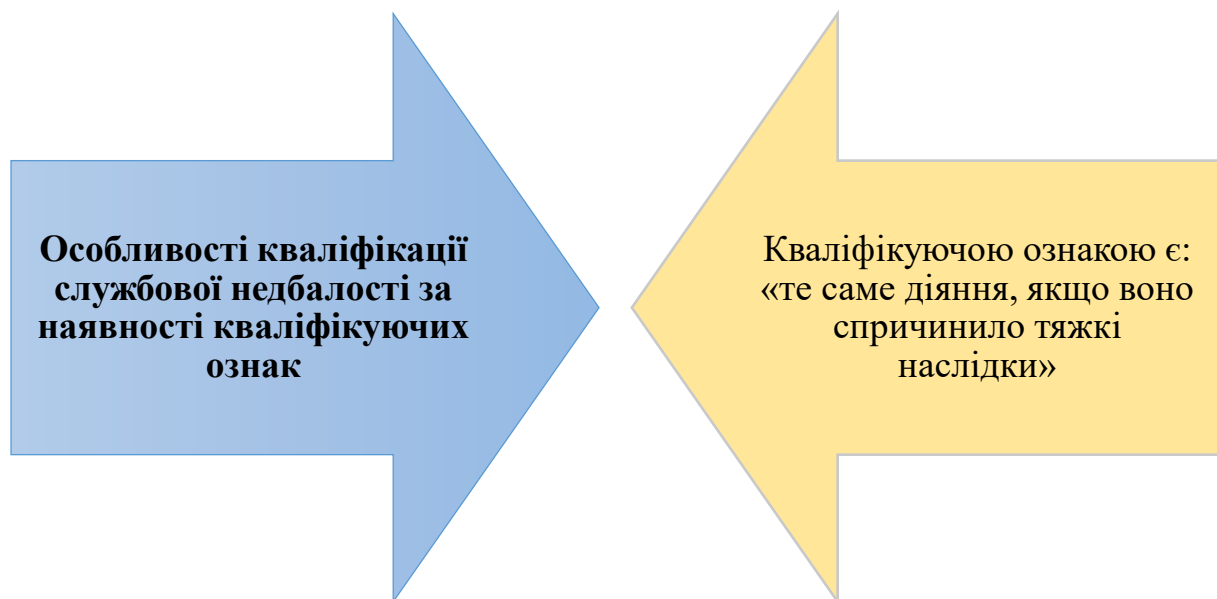 Особливості кваліфікації
службової недбалості за
наявності кваліфікуючих
ознак
Кваліфікуючою ознакою є:
«те саме діяння, якщо воно
спричинило тяжкі
наслідки»